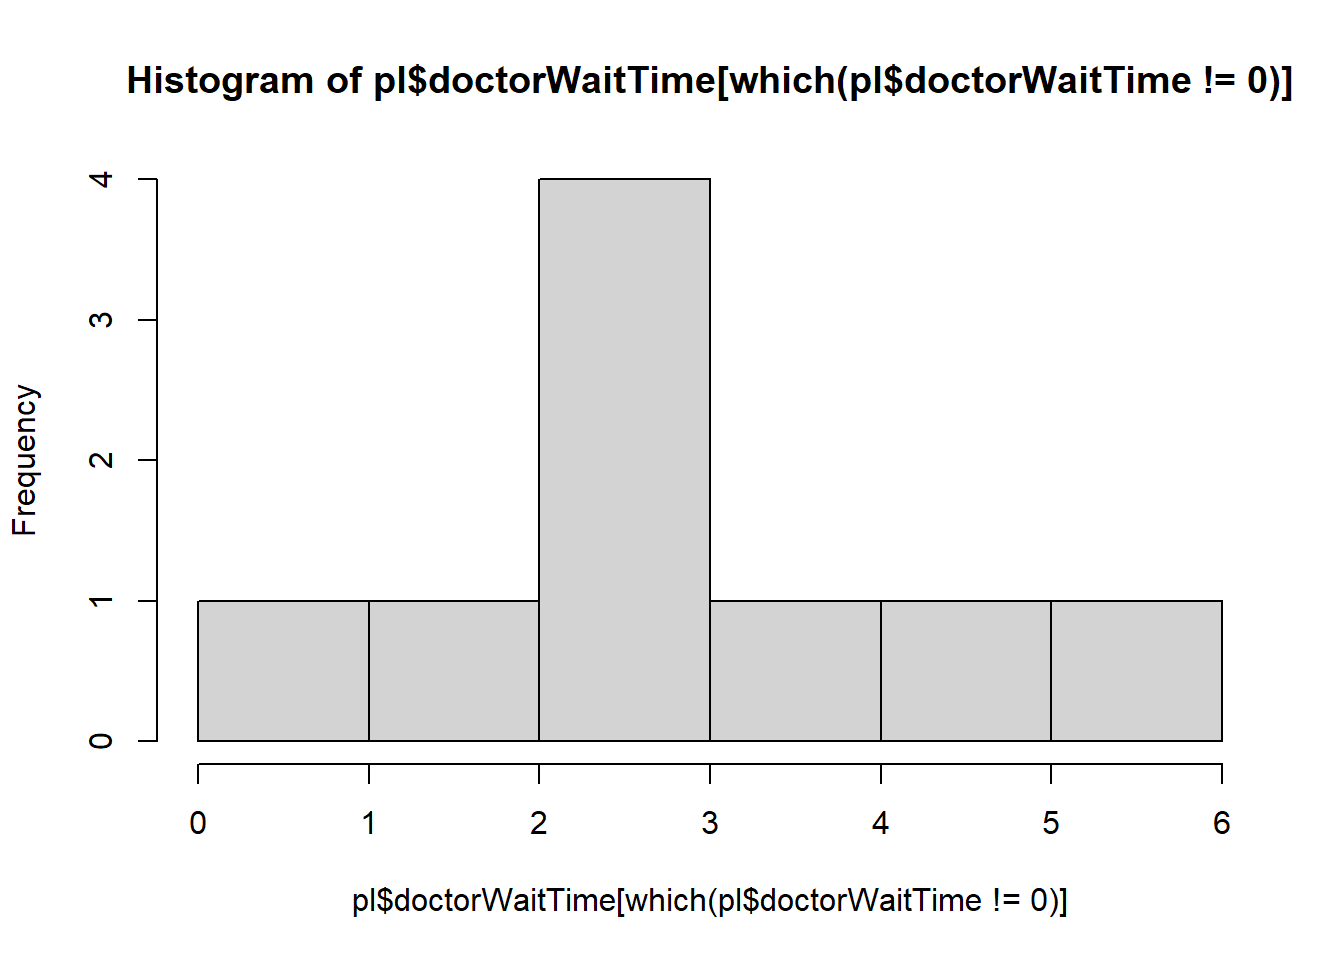 Histogram of pl$doctorWaitTime[which(pl$doctorWaitTime != 0)]
4
3
2
1
0
Frequency
0 1 2 3 4 5 6
pl$doctorWaitTime[which(pl$doctorWaitTime != 0)]